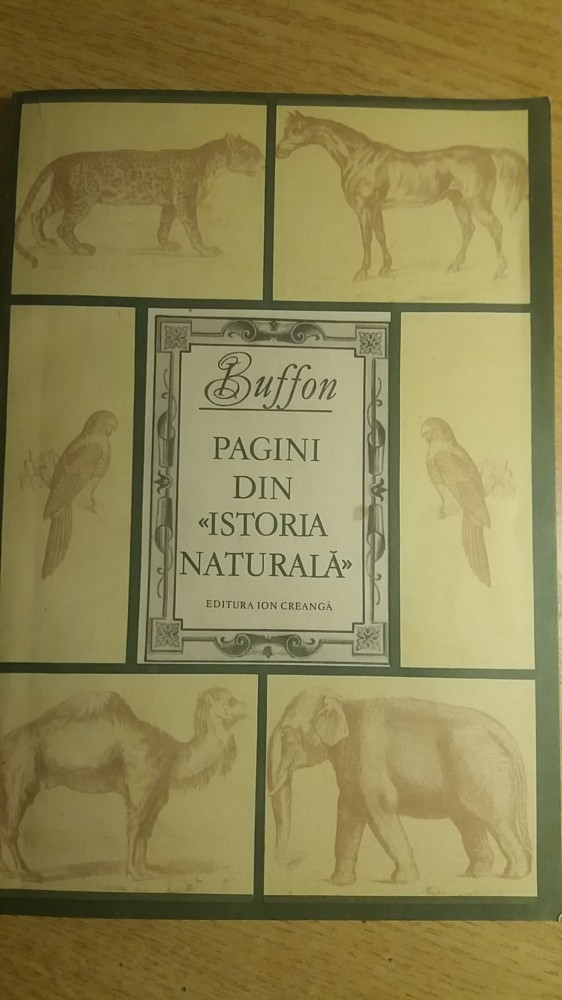 Buffon
PAGINI
DIN
«ISTORIA
NATURALĂ»
EDITURA ION CREANGĂ